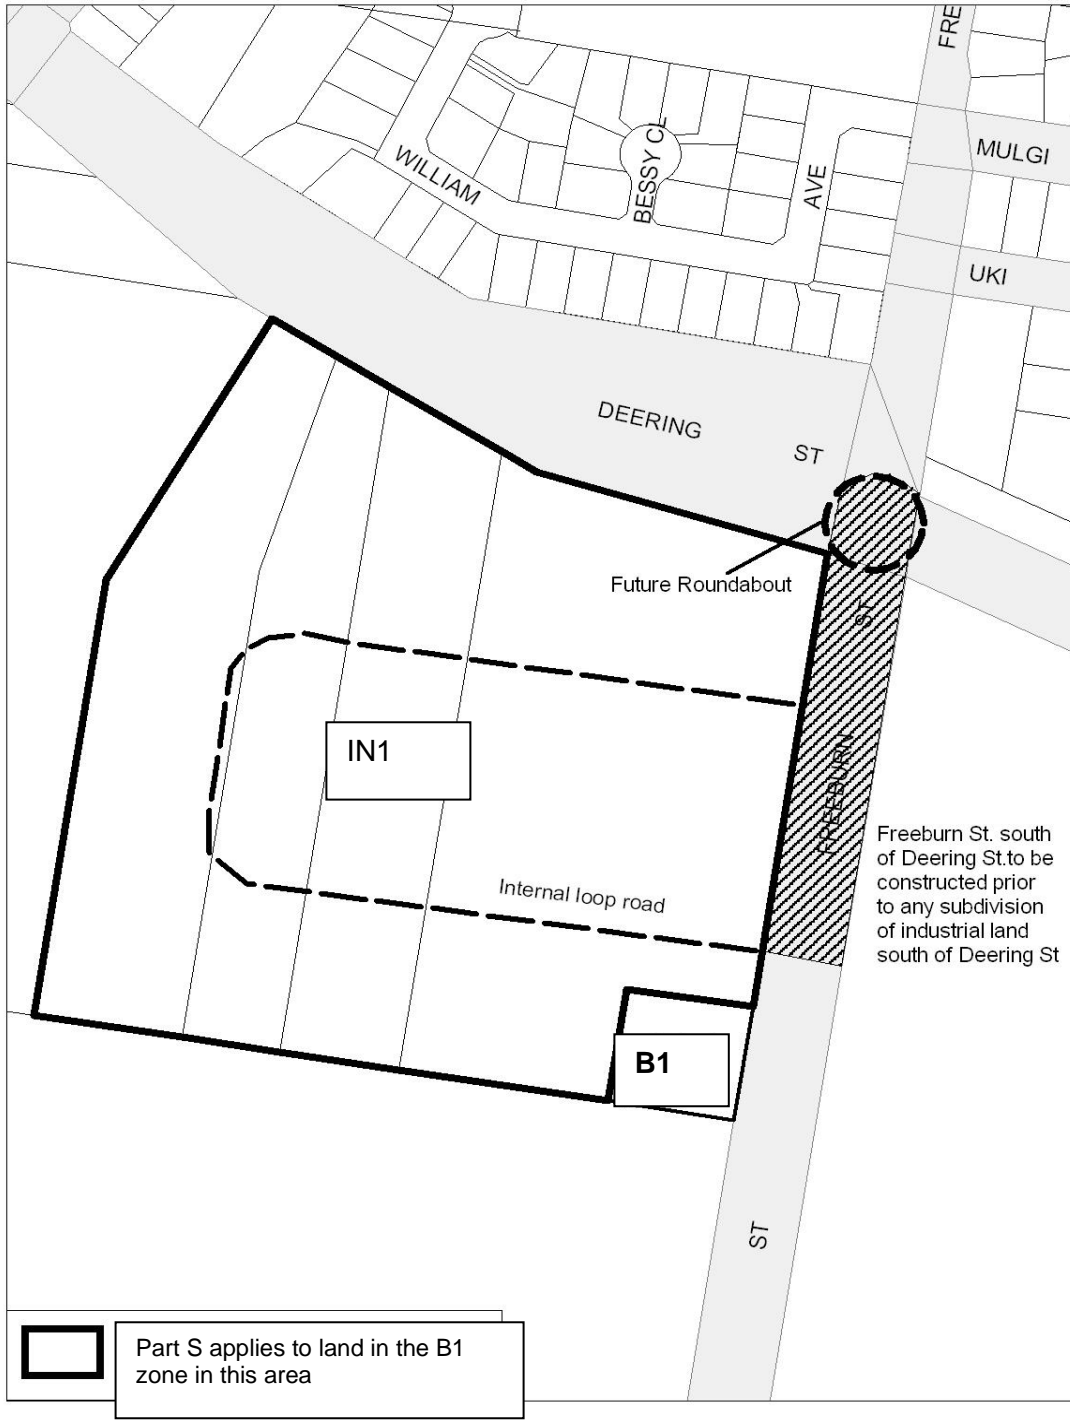 FRE
MULGI
WILLIAM
BESSY CL
AVE
UKI
DEERING
ST
Future Roundabout
ST
FREEBURN
IN1
Freeburn St. south
of Deering St.to be
constructed prior
to any subdivision
of industrial land
south of Deering St
Internal loop road
B1
ST
Part S applies to land in the B1
zone in this area